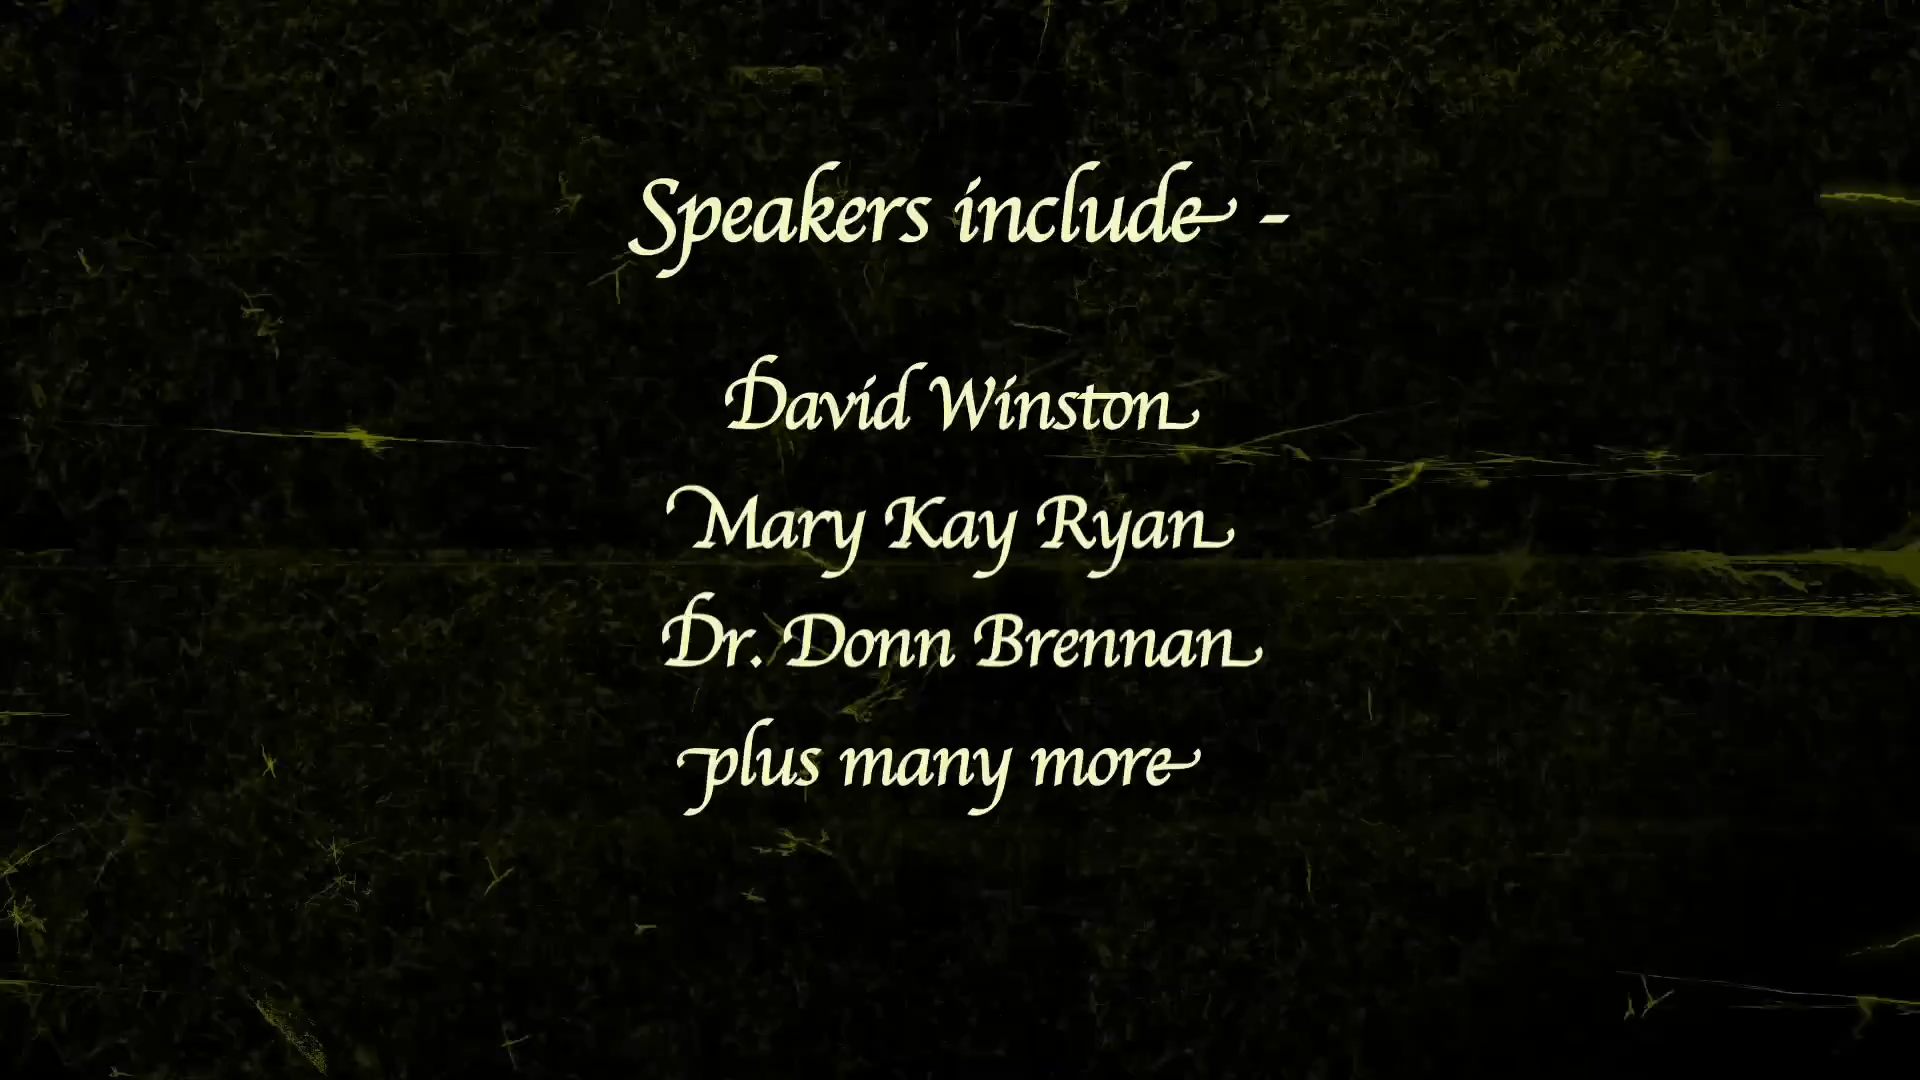 Speakers include -
David Winston
Mary Kay Ryan
Dr. Donn Brennan
plus many more